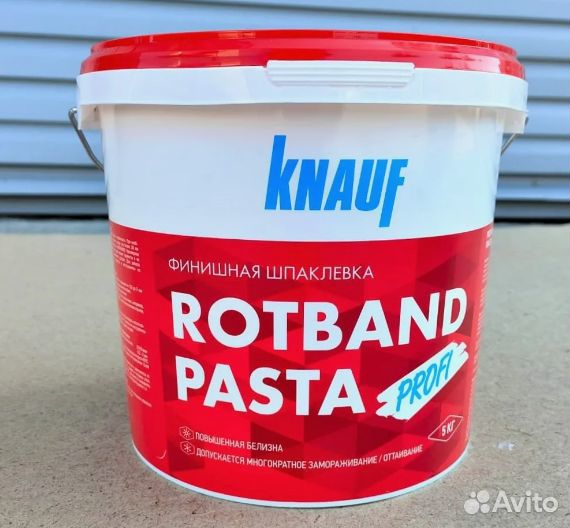 KNAUF
ФИНИШНАЯ ШПАКЛЕВКА
ROTBAND
PASTA
PROFI
5 КГ
ПОВЫШЕННАЯ БЕЛИЗНА
ДОПУСКАЕТСЯ МНОГОКРАТНОЕ ЗАМОРАЖИВАНИЕ / ОТТАИВАНИЕ
Avito